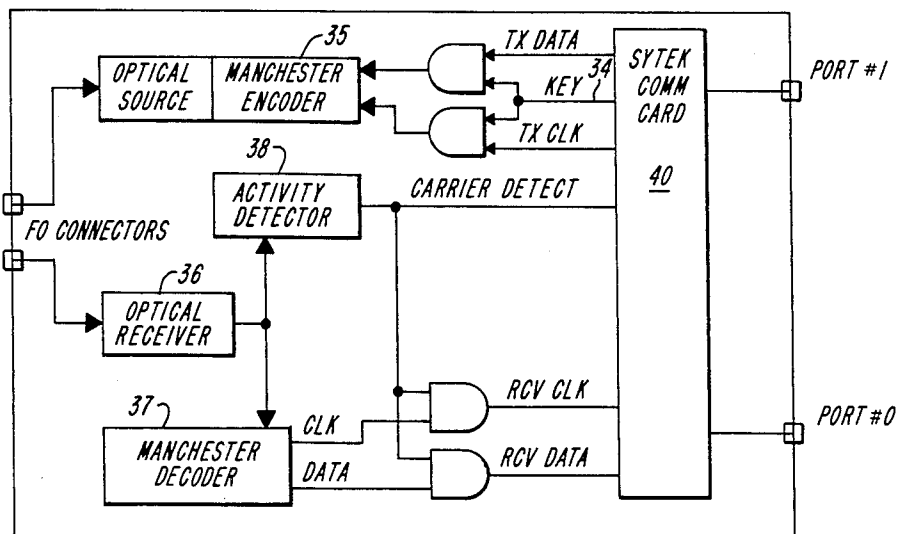 35
OPTICAL
SOURCE
MANCHESTER
ENCODER
TX DATA
34
KEY
TX CLK
SYTEK
COMM
CARD
40
PORT #1
38
ACTIVITY
DETECTOR
CARRIER DETECT
FO CONNECTORS
36
OPTICAL
RECEIVER
37
MANCHESTER
DECODER
CLK
DATA
RCV CLK
RCV DATA
PORT #0